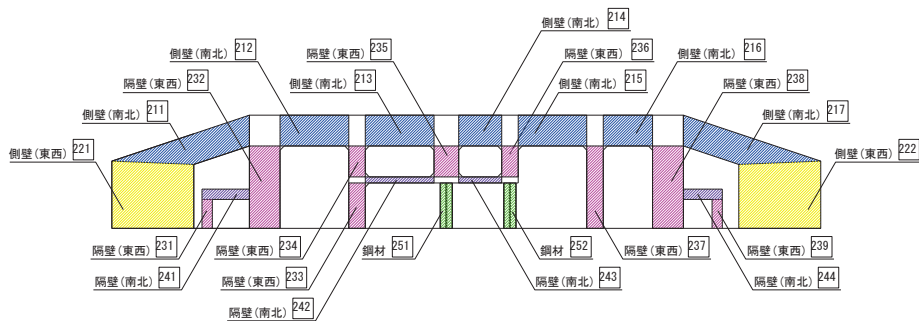 側壁(南北) 214
側壁(南北) 212
隔壁(東西) 235
隔壁(東西) 236
側壁(南北) 216
隔壁(東西) 232
側壁(南北) 213
側壁(南北) 215
隔壁(東西) 238
側壁(南北) 211
側壁(南北) 217
側壁(東西) 221
側壁(東西) 222
隔壁(東西) 231
隔壁(東西) 234
鋼材 251
鋼材 252
隔壁(東西) 237
隔壁(東西) 239
隔壁(南北) 241
隔壁(東西) 233
隔壁(南北) 243
隔壁(南北) 244
隔壁(南北) 242